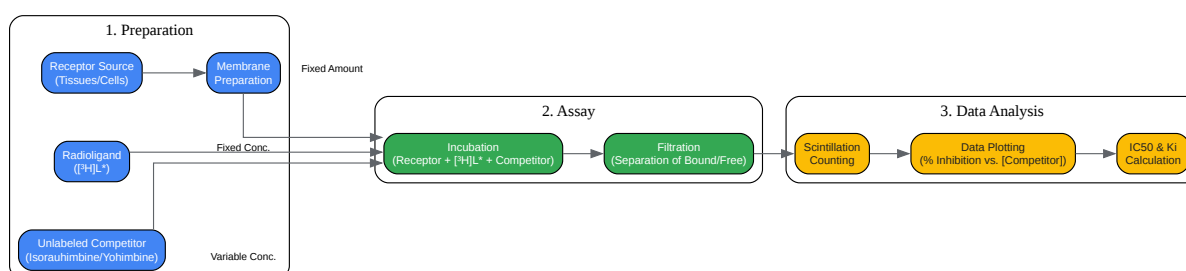 1. Preparation
Receptor Source
(Tissues/Cells)
Membrane
Preparation
Fixed Amount
Radioligand
([³H]L*)
Fixed Conc.
Unlabeled Competitor
(Isorauhimbine/Yohimbine)
Variable Conc.
2. Assay
Incubation
(Receptor + [³H]L* + Competitor)
Filtration
(Separation of Bound/Free)
3. Data Analysis
Scintillation
Counting
Data Plotting
(% Inhibition vs. [Competitor])
IC50 & Ki
Calculation